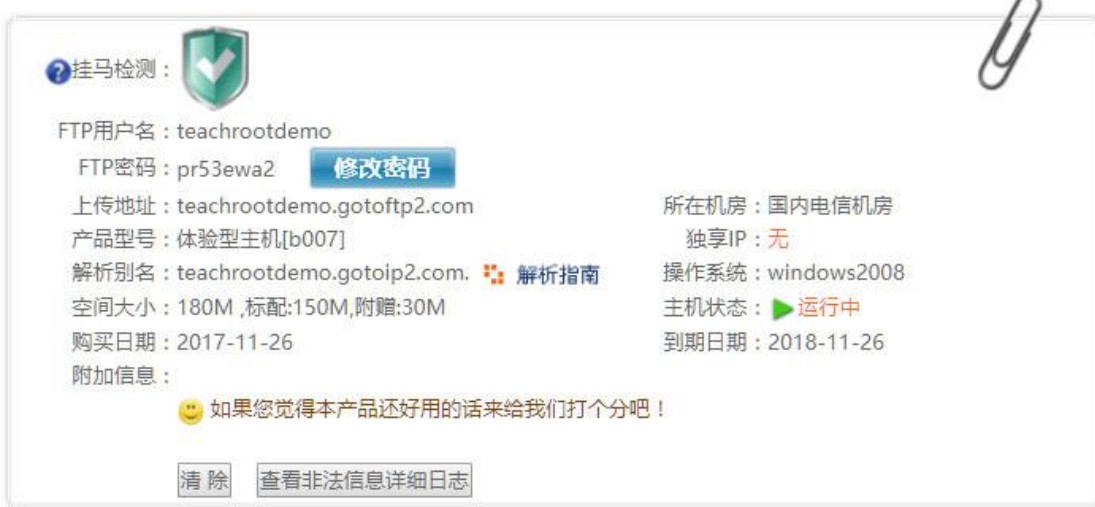 挂马检测：
FTP用户名：teachrootdemo
FTP密码：pr53ewa2 修改密码
上传地址：teachrootdemo.gotoftp2.com 所在机房：国内电信机房
产品型号：体验型主机[b007] 独享IP：无
解析别名：teachrootdemo.gotoip2.com. 解析指南 操作系统：windows2008
空间大小：180M ,标配:150M,附赠:30M 主机状态：运行中
购买日期：2017-11-26 到期日期：2018-11-26
附加信息：
如果您觉得本产品还好用的话来给我们打个分吧！
清 除 查看非法信息详细日志